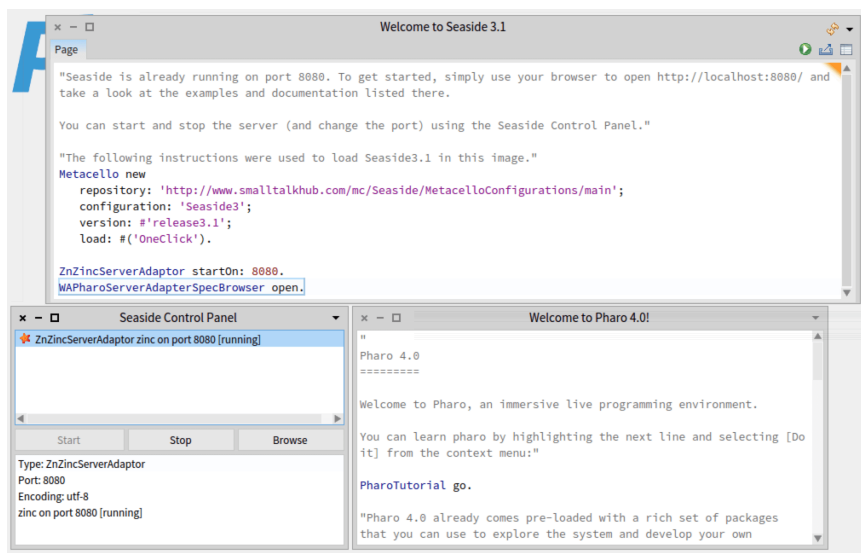 Welcome to Seaside 3.1
Page
"Seaside is already running on port 8080. To get started, simply use your browser to open http://localhost:8080/ and
take a look at the examples and documentation listed there.
You can start and stop the server (and change the port) using the Seaside Control Panel."
"The following instructions were used to load Seaside3.1 in this image."
Metacello new
repository: 'http://www.smalltalkhub.com/mc/Seaside/MetacelloConfigurations/main';
configuration: 'Seaside3';
version: #'release3.1';
load: #('OneClick').
ZnZincServerAdaptor startOn: 8080.
WAPharoServerAdapterSpecBrowser open.
Seaside Control Panel
ZnZincServerAdaptor zinc on port 8080 [running]
Start
Stop
Browse
Type: ZnZincServerAdaptor
Port: 8080
Encoding: utf-8
zinc on port 8080 [running]
Welcome to Pharo 4.0!
"
Pharo 4.0
=========
Welcome to Pharo, an immersive live programming environment.
You can learn pharo by highlighting the next line and selecting [Do
it] from the context menu:"
PharoTutorial go.
"Pharo 4.0 already comes pre-loaded with a rich set of packages
that you can use to explore the system and develop your own